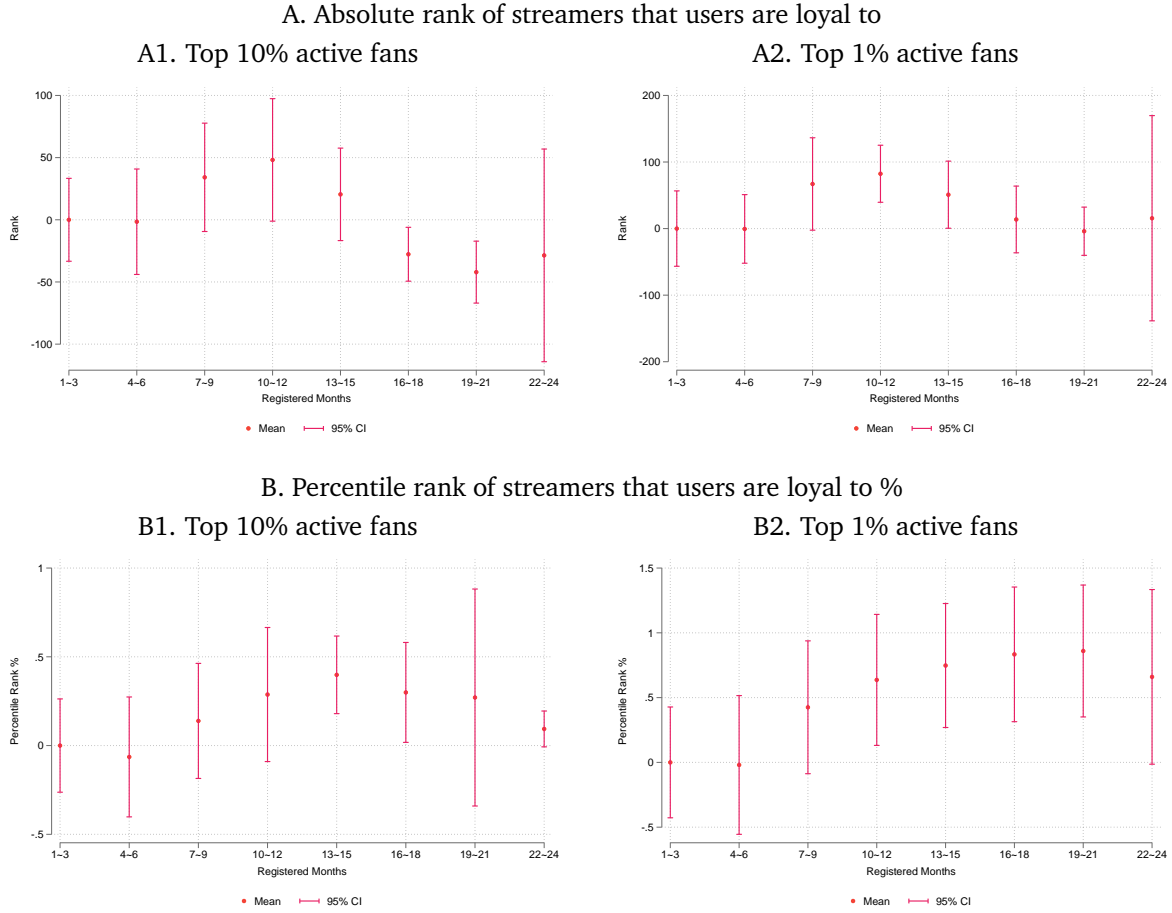 A. Absolute rank of streamers that users are loyal to
A1. Top 10% active fans
100
50
0
-50
-100
Rank
1~3 4~6 7~9 10~12 13~15 16~18 19~21 22~24
Registered Months
Mean 95% CI
A2. Top 1% active fans
200
100
0
-100
-200
Rank
1~3 4~6 7~9 10~12 13~15 16~18 19~21 22~24
Registered Months
Mean 95% CI
B. Percentile rank of streamers that users are loyal to %
B1. Top 10% active fans
1
.5
0
-.5
Percentile Rank %
1~3 4~6 7~9 10~12 13~15 16~18 19~21 22~24
Registered Months
Mean 95% CI
B2. Top 1% active fans
1.5
1
.5
0
-.5
Percentile Rank %
1~3 4~6 7~9 10~12 13~15 16~18 19~21 22~24
Registered Months
Mean 95% CI